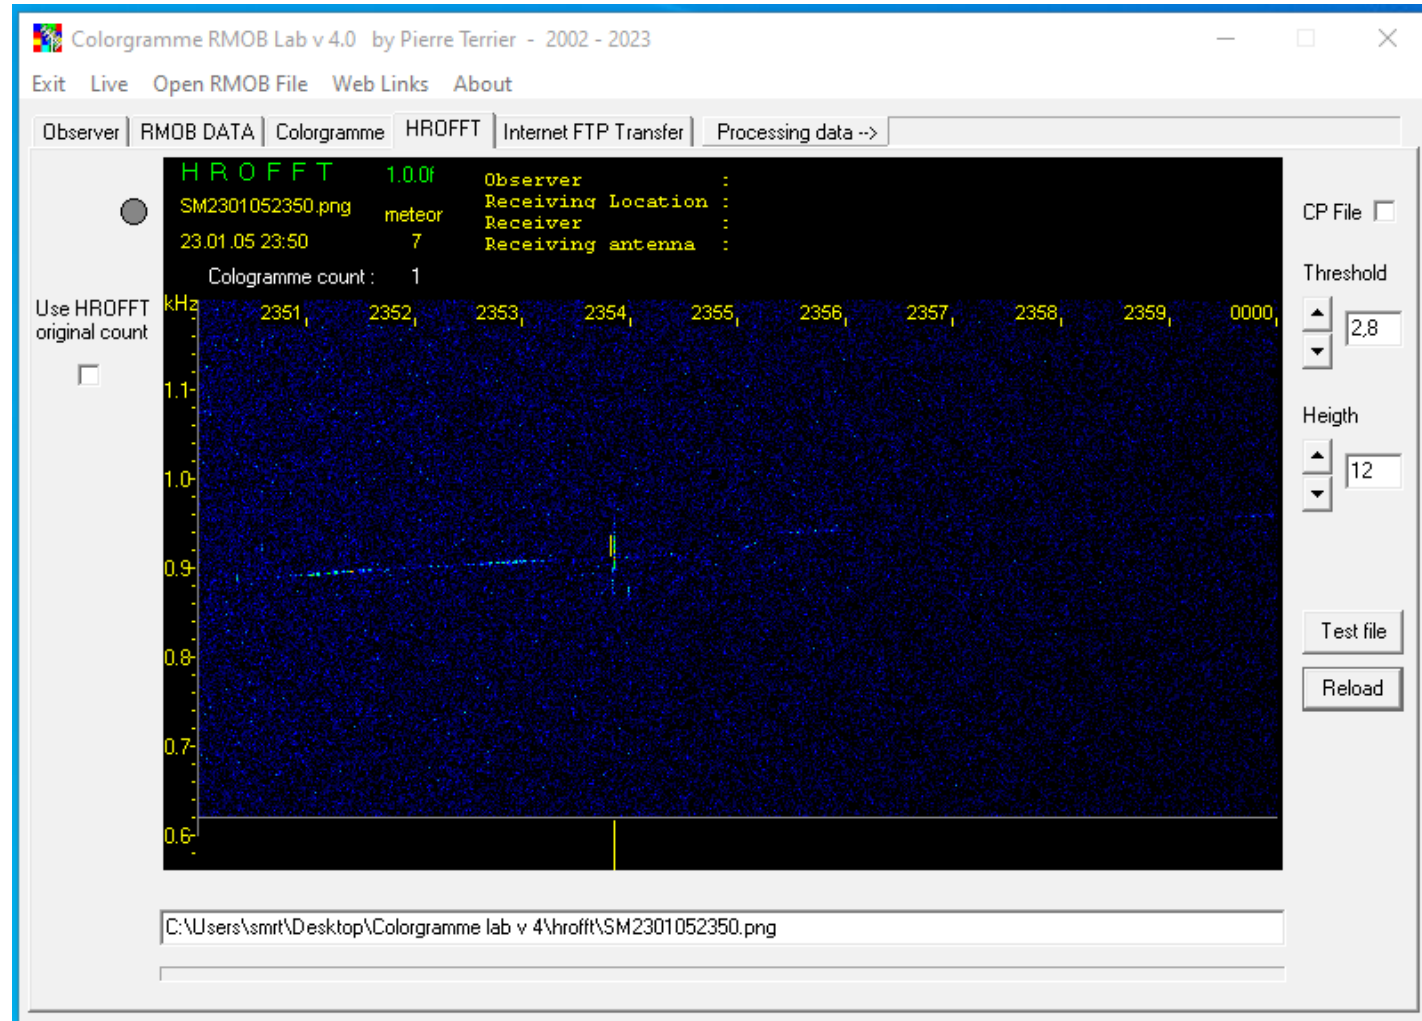 Colorgramme RMOB Lab v 4.0   by Pierre Terrier  -  2002 - 2023
Exit   Live   Open RMOB File   Web Links   About
Observer   RMOB DATA   Colorgramme   HROFFT   Internet FTP Transfer   Processing data -->
H R O F F T   1.0.0f
SM2301052350.png   meteor
23.01.05 23:50   7
Observer :
Receiving Location :
Receiver :
Receiving antenna :
Cologramme count :   1
Use HROFFT
original count
kHz   2351   2352   2353   2354   2355   2356   2357   2358   2359   0000
1.1
1.0
0.9
0.8
0.7
0.6
CP File
Threshold
2,8
Heigth
12
Test file
Reload
C:\Users\smrt\Desktop\Colorgramme lab v 4\hrofft\SM2301052350.png